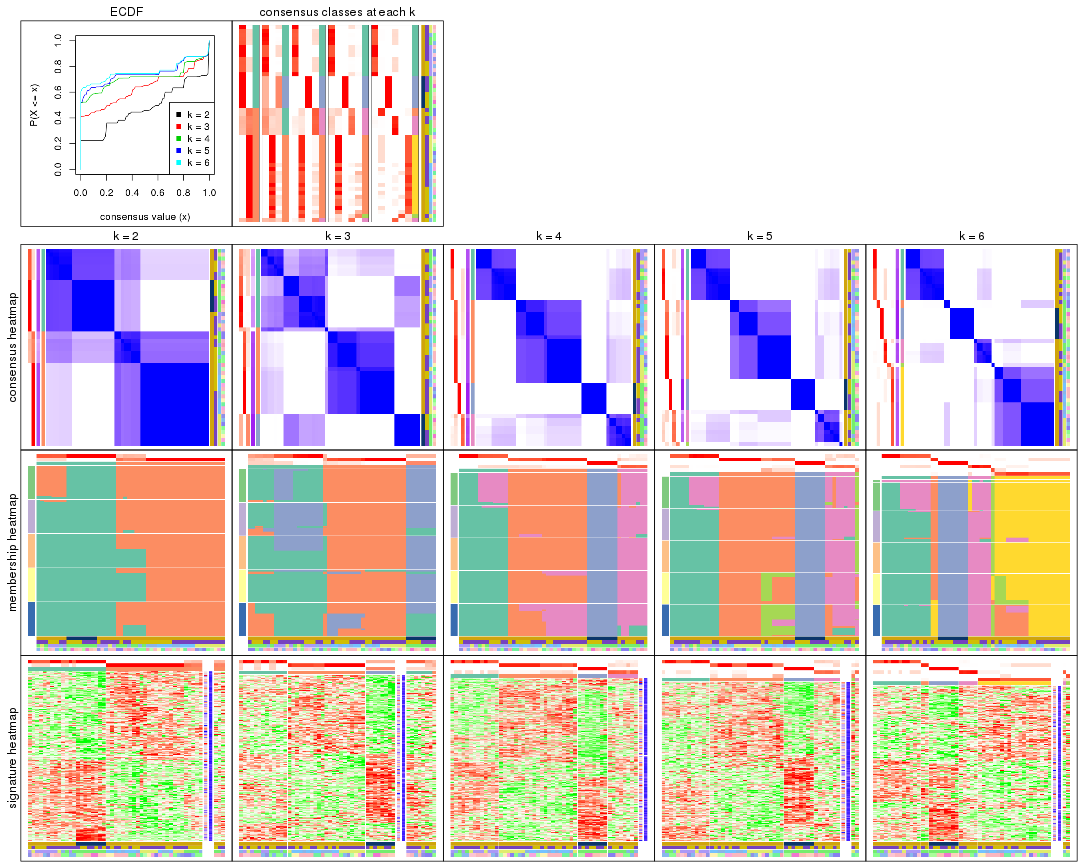 ECDF
consensus classes at each k
P(X <= x)
1.0
0.8
0.6
0.4
0.2
0.0
k = 2
k = 3
k = 4
k = 5
k = 6
0.0 0.2 0.4 0.6 0.8 1.0
consensus value (x)
k = 2
k = 3
k = 4
k = 5
k = 6
consensus heatmap
membership heatmap
signature heatmap